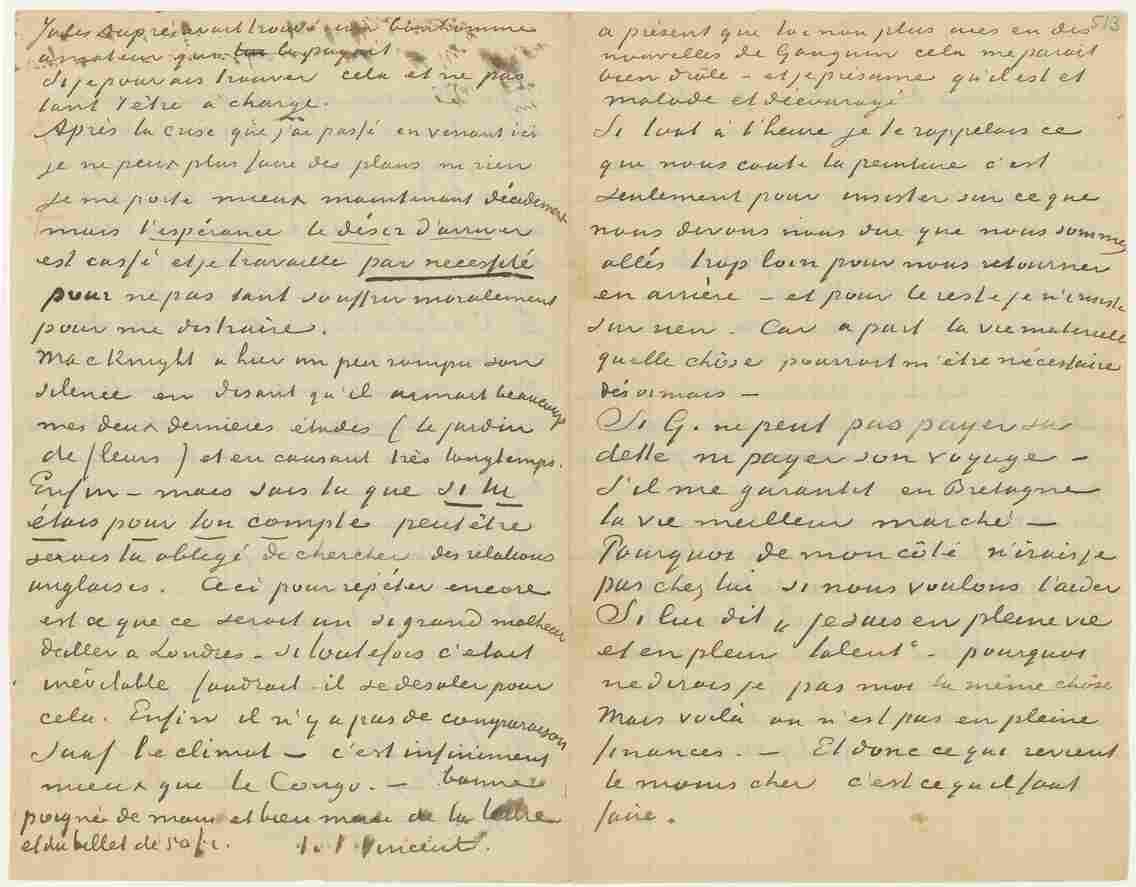 Jules Dupré avait trouvé un bonhomme
amateur qui le payait
Si je pourais trouver cela et ne pas
tant t'être à charge.
Après la crise que j'ai passé en venant ici
je ne peux plus faire des plans ni rien
je me porte mieux maintenant décidement
mais l'espérance le désir d'arriver
est cassé et je travaille par necessité
pour ne pas tant souffrir moralement
pour me distraire.
MacKnight a hier un peu rompu son
silence en disant qu'il aimait beaucoup
mes deux dernieres études (le jardin
de fleurs) et en causant très longtemps.
Enfin – mais sais tu que si tu
étais pour ton compte peutêtre
serais tu obligé de chercher des relations
anglaises. Ceci pour repéter encore
est ce que ce serait un si grand malheur
d'aller a Londres – si toutefois c'etait
inévitable faudrait-il se desoler pour
cela. Enfin il n'y a pas de comparaison
Sauf le climat – c'est infiniment
mieux que le Congo. – bonne
poignée de main et bien merci de ta lettre
et du billet de 50 fr. t. à t. Vincent.
513
a présent que toi non plus aies eu des
nouvelles de Gauguin cela me parait
bien drôle – et je présume qu'il est et
malade et découragé
Si tout à l'heure je te rappelais ce
que nous coute la peinture c'est
seulement pour insister sur ce que
nous devons nous dire que nous sommes
allés trop loin pour nous retourner
en arrière – et pour le reste je n'insiste
sur rien. Car a part la vie materielle
quelle chôse pourrait m'être nécessaire
désormais –
Si G. ne peut pas payer sa
dette ni payer son voyage –
S'il me garantit en Bretagne
la vie meilleur marché –
Pourquoi de mon côté n'irais je
pas chez lui si nous voulons l'aider
Si lui dit „je suis en pleine vie
et en plein talent“ – pourquoi
ne dirais je pas moi la même chôse
Mais voilà on n'est pas en pleine
finances. – Et donc ce qui revient
le moins cher c'est ce qu'il faut
faire.